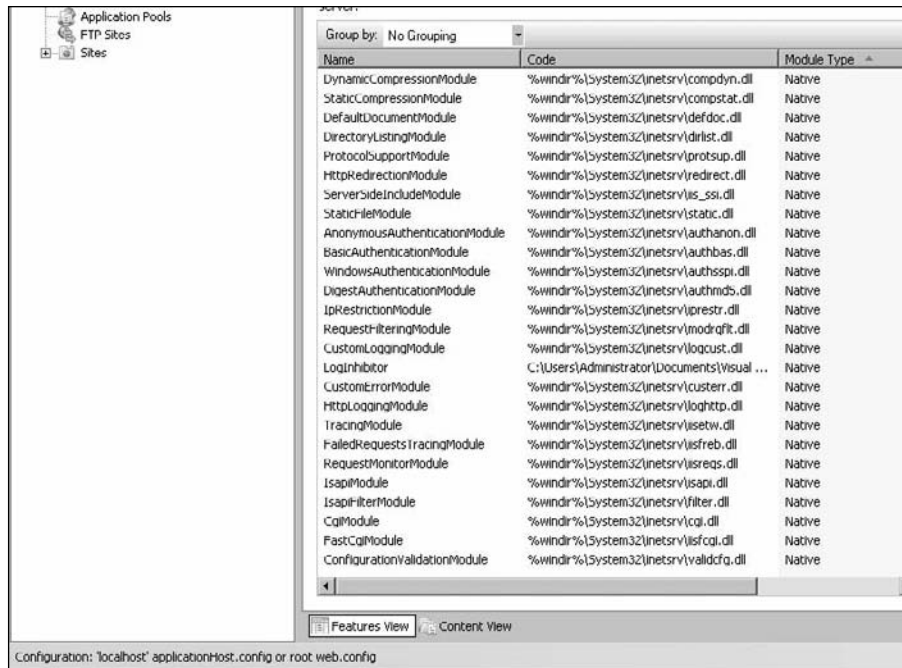 server.
Application Pools
FTP Sites
Sites
Group by: No Grouping
Name Code Module Type
DynamicCompressionModule %windir%\System32\inetsrv\compdyn.dll Native
StaticCompressionModule %windir%\System32\inetsrv\compstat.dll Native
DefaultDocumentModule %windir%\System32\inetsrv\defdoc.dll Native
DirectoryListingModule %windir%\System32\inetsrv\dirlist.dll Native
ProtocolSupportModule %windir%\System32\inetsrv\protsup.dll Native
HttpRedirectionModule %windir%\System32\inetsrv\redirect.dll Native
ServerSideIncludeModule %windir%\System32\inetsrv\iis_ssi.dll Native
StaticFileModule %windir%\System32\inetsrv\static.dll Native
AnonymousAuthenticationModule %windir%\System32\inetsrv\authanon.dll Native
BasicAuthenticationModule %windir%\System32\inetsrv\authbas.dll Native
WindowsAuthenticationModule %windir%\System32\inetsrv\authsspi.dll Native
DigestAuthenticationModule %windir%\System32\inetsrv\authmd5.dll Native
IpRestrictionModule %windir%\System32\inetsrv\iprestr.dll Native
RequestFilteringModule %windir%\System32\inetsrv\modrqflt.dll Native
CustomLoggingModule %windir%\System32\inetsrv\logcust.dll Native
LogInhibitor C:\Users\Administrator\Documents\Visual ... Native
CustomErrorModule %windir%\System32\inetsrv\custerr.dll Native
HttpLoggingModule %windir%\System32\inetsrv\loghttp.dll Native
TracingModule %windir%\System32\inetsrv\iisetw.dll Native
FailedRequestsTracingModule %windir%\System32\inetsrv\iisfreb.dll Native
RequestMonitorModule %windir%\System32\inetsrv\iisreqs.dll Native
IsapiModule %windir%\System32\inetsrv\isapi.dll Native
IsapiFilterModule %windir%\System32\inetsrv\filter.dll Native
CgiModule %windir%\System32\inetsrv\cgi.dll Native
FastCgiModule %windir%\System32\inetsrv\iisfcgi.dll Native
ConfigurationValidationModule %windir%\System32\inetsrv\validcfg.dll Native
Features View Content View
Configuration: 'localhost' applicationHost.config or root web.config